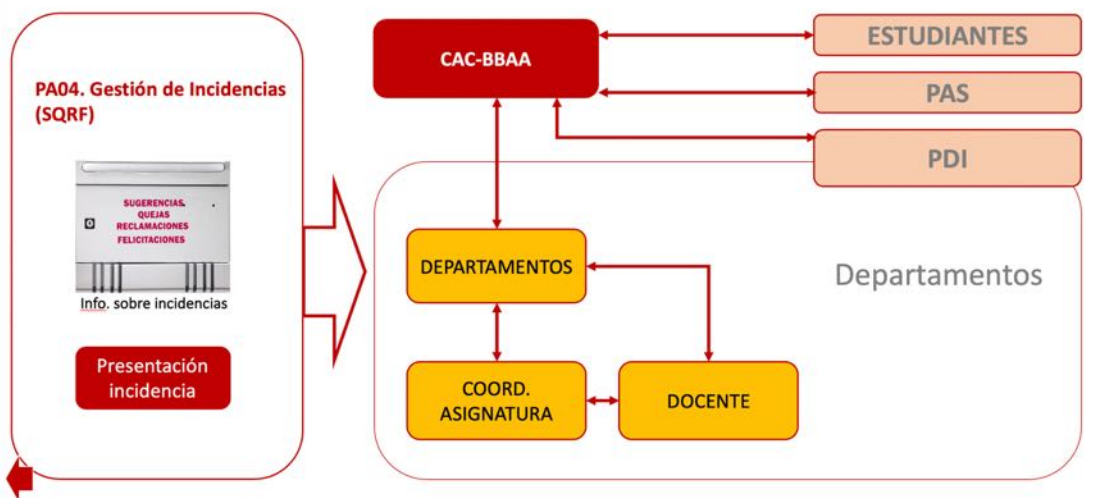 PA04. Gestión de Incidencias
(SQRF)
SUGERENCIAS.
QUEJAS
RECLAMACIONES
FELICITACIONES
Info. sobre incidencias
Presentación
incidencia
CAC-BBAA
ESTUDIANTES
PAS
PDI
Departamentos
DEPARTAMENTOS
COORD.
ASIGNATURA
DOCENTE